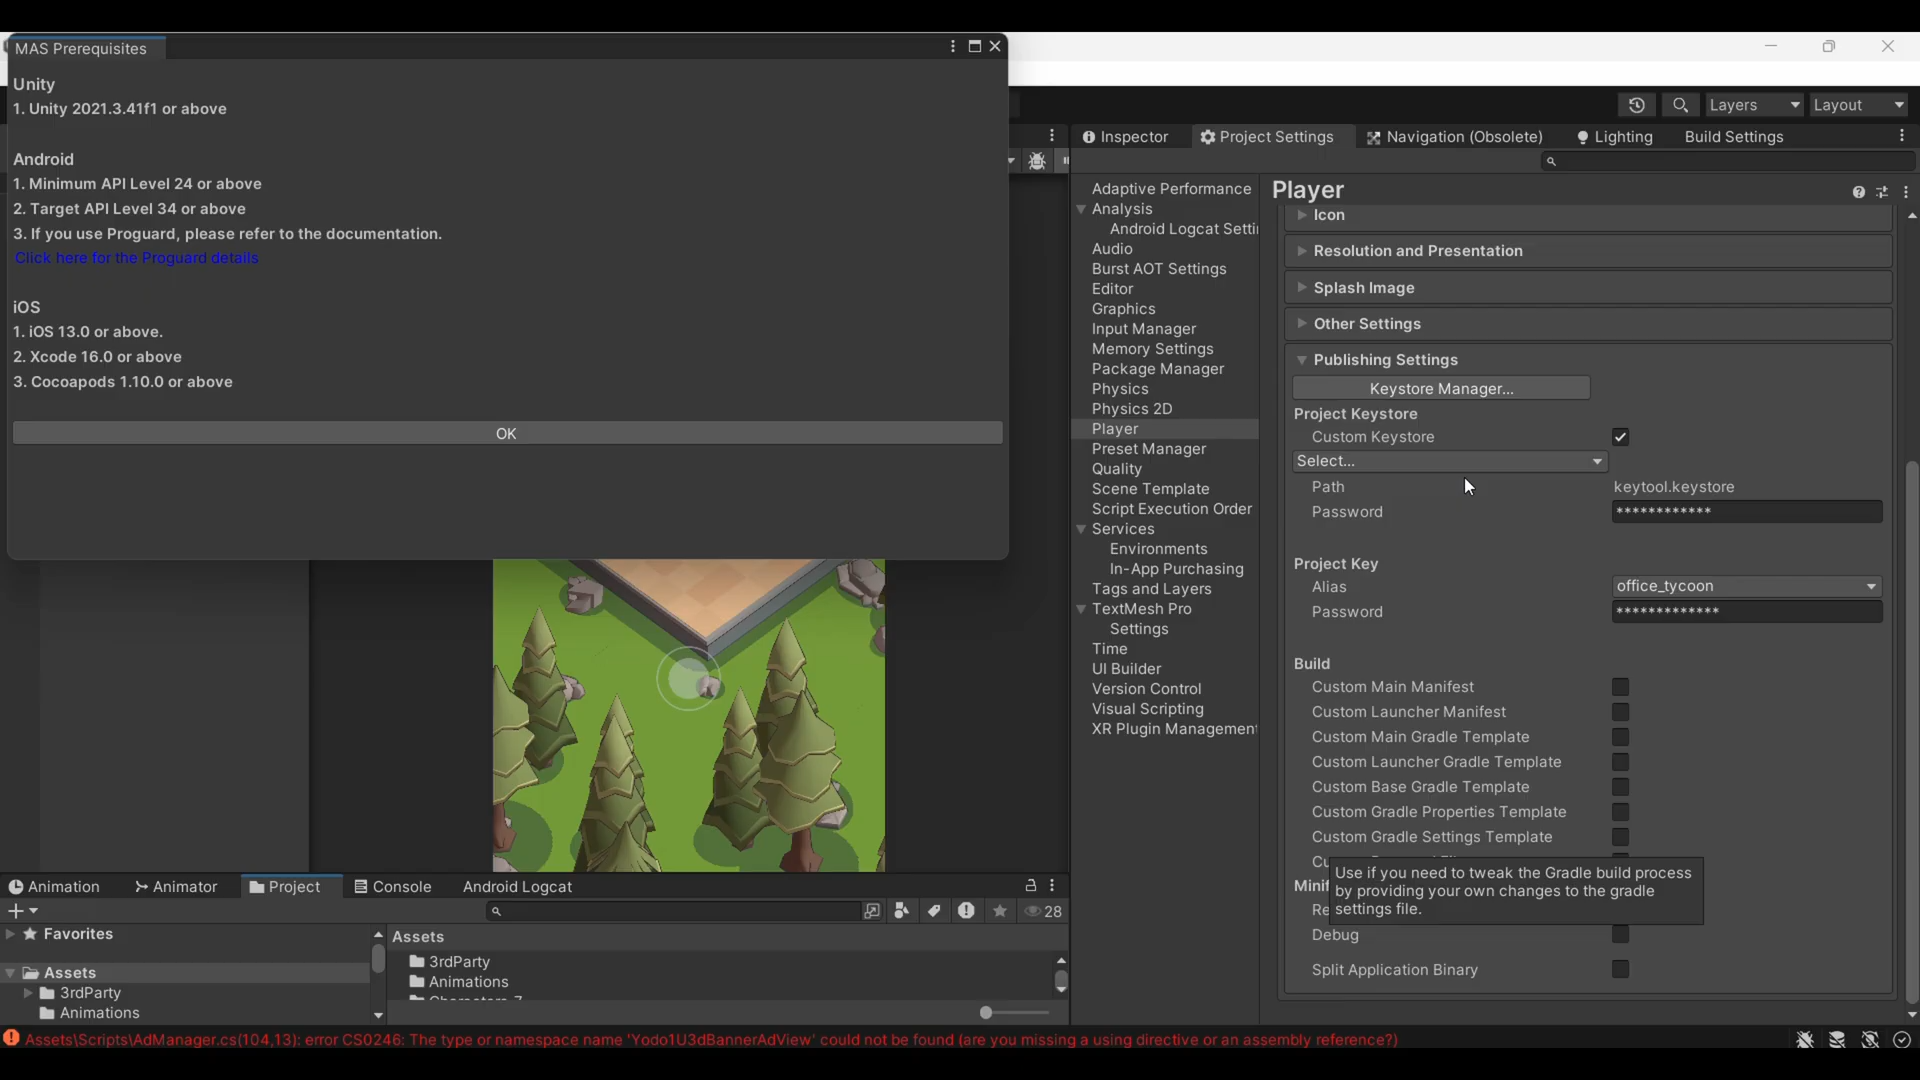 MAS Prerequisites
Unity
1. Unity 2021.3.41f1 or above
Android
1. Minimum API Level 24 or above
2. Target API Level 34 or above
3. If you use Proguard, please refer to the documentation.
Click here for the Proguard details
iOS
1. iOS 13.0 or above.
2. Xcode 16.0 or above
3. Cocoapods 1.10.0 or above
OK
Layers
Layout
Inspector
Project Settings
Navigation (Obsolete)
Lighting
Build Settings
Adaptive Performance
Analysis
Android Logcat Setti
Audio
Burst AOT Settings
Editor
Graphics
Input Manager
Memory Settings
Package Manager
Physics
Physics 2D
Player
Preset Manager
Quality
Scene Template
Script Execution Order
Services
Environments
In-App Purchasing
Tags and Layers
TextMesh Pro
Settings
Time
UI Builder
Version Control
Visual Scripting
XR Plugin Management
Player
Icon
Resolution and Presentation
Splash Image
Other Settings
Publishing Settings
Keystore Manager...
Project Keystore
Custom Keystore
Select...
Path keytool.keystore
Password ************
Project Key
Alias office_tycoon
Password *************
Build
Custom Main Manifest
Custom Launcher Manifest
Custom Main Gradle Template
Custom Launcher Gradle Template
Custom Base Gradle Template
Custom Gradle Properties Template
Custom Gradle Settings Template
Cu
Minif
Re
Use if you need to tweak the Gradle build process
by providing your own changes to the gradle
settings file.
Debug
Split Application Binary
Animation
Animator
Project
Console
Android Logcat
28
Favorites
Assets
3rdParty
Animations
Assets
3rdParty
Animations
Assets\Scripts\AdManager.cs(104,13): error CS0246: The type or namespace name 'Yodo1U3dBannerAdView' could not be found (are you missing a using directive or an assembly reference?)